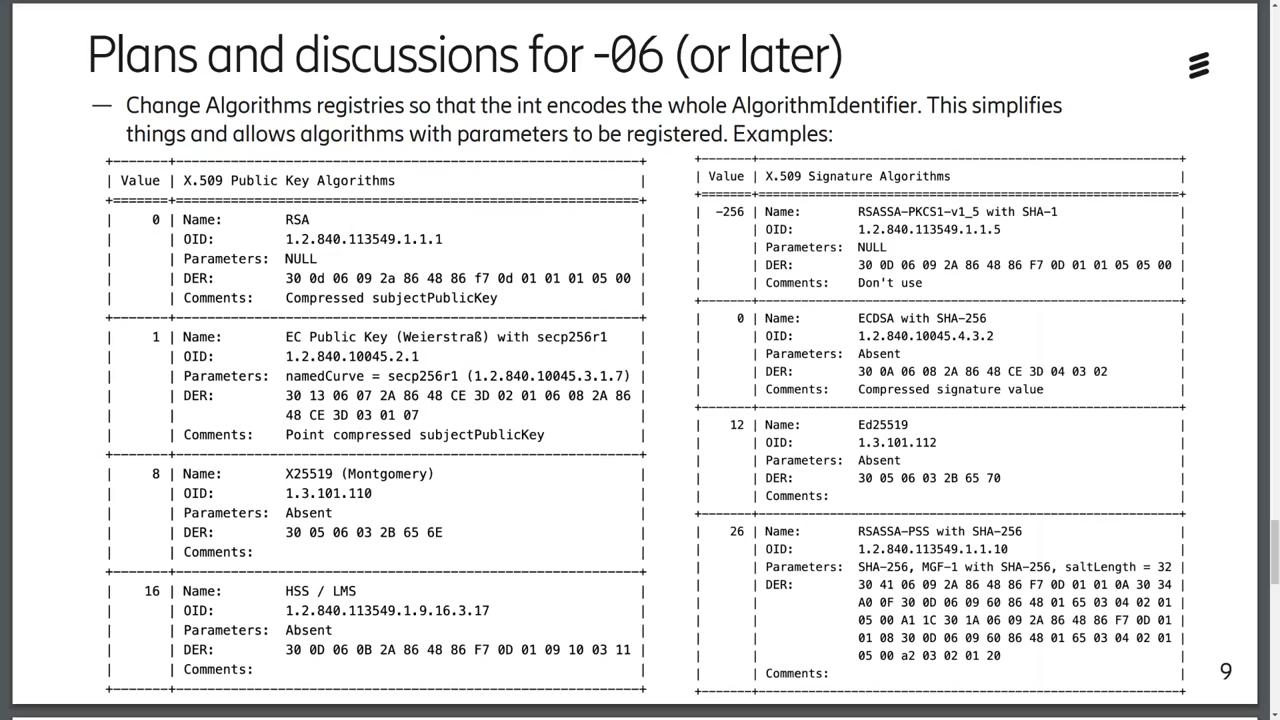 Plans and discussions for -06 (or later)
— Change Algorithms registries so that the int encodes the whole AlgorithmIdentifier. This simplifies
things and allows algorithms with parameters to be registered. Examples:
+-------+---------------------------------------------------+
| Value | X.509 Public Key Algorithms |
+=======+===================================================+
| 0 | Name: RSA
| | OID: 1.2.840.113549.1.1.1 |
| | Parameters: NULL |
| | DER: 30 0d 06 09 2a 86 48 86 f7 0d 01 01 01 05 00 |
| | Comments: Compressed subjectPublicKey |
+-------+---------------------------------------------------+
| 1 | Name: EC Public Key (Weierstraß) with secp256r1 |
| | OID: 1.2.840.10045.2.1 |
| | Parameters: namedCurve = secp256r1 (1.2.840.10045.3.1.7) |
| | DER: 30 13 06 07 2A 86 48 CE 3D 02 01 06 08 2A 86 |
| | 48 CE 3D 03 01 07 |
| | Comments: Point compressed subjectPublicKey |
+-------+---------------------------------------------------+
| 8 | Name: X25519 (Montgomery) |
| | OID: 1.3.101.110 |
| | Parameters: Absent |
| | DER: 30 05 06 03 2B 65 6E |
| | Comments: |
+-------+---------------------------------------------------+
| 16 | Name: HSS / LMS |
| | OID: 1.2.840.113549.1.9.16.3.17 |
| | Parameters: Absent |
| | DER: 30 0D 06 0B 2A 86 48 86 F7 0D 01 09 10 03 11 |
| | Comments: |
+-------+---------------------------------------------------+
+-------+---------------------------------------------------+
| Value | X.509 Signature Algorithms |
+=======+===================================================+
| -256 | Name: RSASSA-PKCS1-v1_5 with SHA-1 |
| | OID: 1.2.840.113549.1.1.5 |
| | Parameters: NULL |
| | DER: 30 0D 06 09 2A 86 48 86 F7 0D 01 01 05 05 00 |
| | Comments: Don't use |
+-------+---------------------------------------------------+
| 0 | Name: ECDSA with SHA-256 |
| | OID: 1.2.840.10045.4.3.2 |
| | Parameters: Absent |
| | DER: 30 0A 06 08 2A 86 48 CE 3D 04 03 02 |
| | Comments: Compressed signature value |
+-------+---------------------------------------------------+
| 12 | Name: Ed25519 |
| | OID: 1.3.101.112 |
| | Parameters: Absent |
| | DER: 30 05 06 03 2B 65 70 |
| | Comments: |
+-------+---------------------------------------------------+
| 26 | Name: RSASSA-PSS with SHA-256 |
| | OID: 1.2.840.113549.1.1.10 |
| | Parameters: SHA-256, MGF-1 with SHA-256, saltLength = 32 |
| | DER: 30 41 06 09 2A 86 48 86 F7 0D 01 01 0A 30 34 |
| | A0 0F 30 0D 06 09 60 86 48 01 65 03 04 02 01 |
| | 05 00 A1 1C 30 1A 06 09 2A 86 48 86 F7 0D 01 |
| | 01 08 30 0D 06 09 60 86 48 01 65 03 04 02 01 |
| | 05 00 a2 03 02 01 20 |
| | Comments: |
+-------+---------------------------------------------------+
9